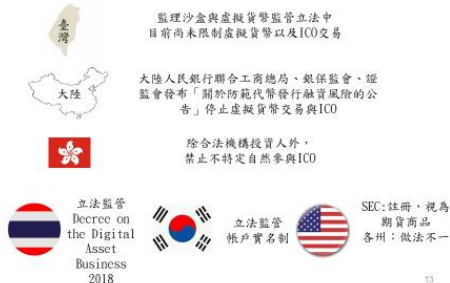 臺灣
監理沙盒與虛擬貨幣監管立法中
目前尚未限制虛擬貨幣以及ICO交易
大陸
大陸人民銀行聯合工商總局、銀保監會、證
監會發布「關於防範代幣發行融資風險的公
告」停止虛擬貨幣交易與ICO
除合法機構投資人外，
禁止不特定自然參與ICO
立法監管
Decree on
the Digital
Asset
Business
2018
立法監管
帳戶實名制
SEC:註冊，視為
期貨商品
各州：做法不一
13